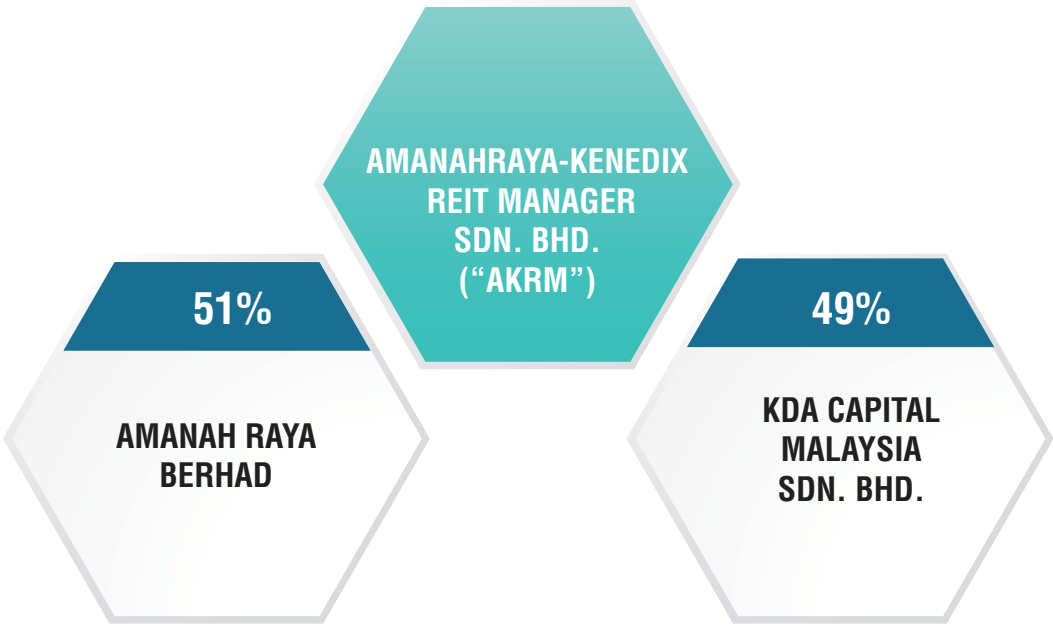 AMANAHRAYA-KENEDIX
REIT MANAGER
SDN. BHD.
(“AKRM”)
51%
AMANAH RAYA
BERHAD
49%
KDA CAPITAL
MALAYSIA
SDN. BHD.